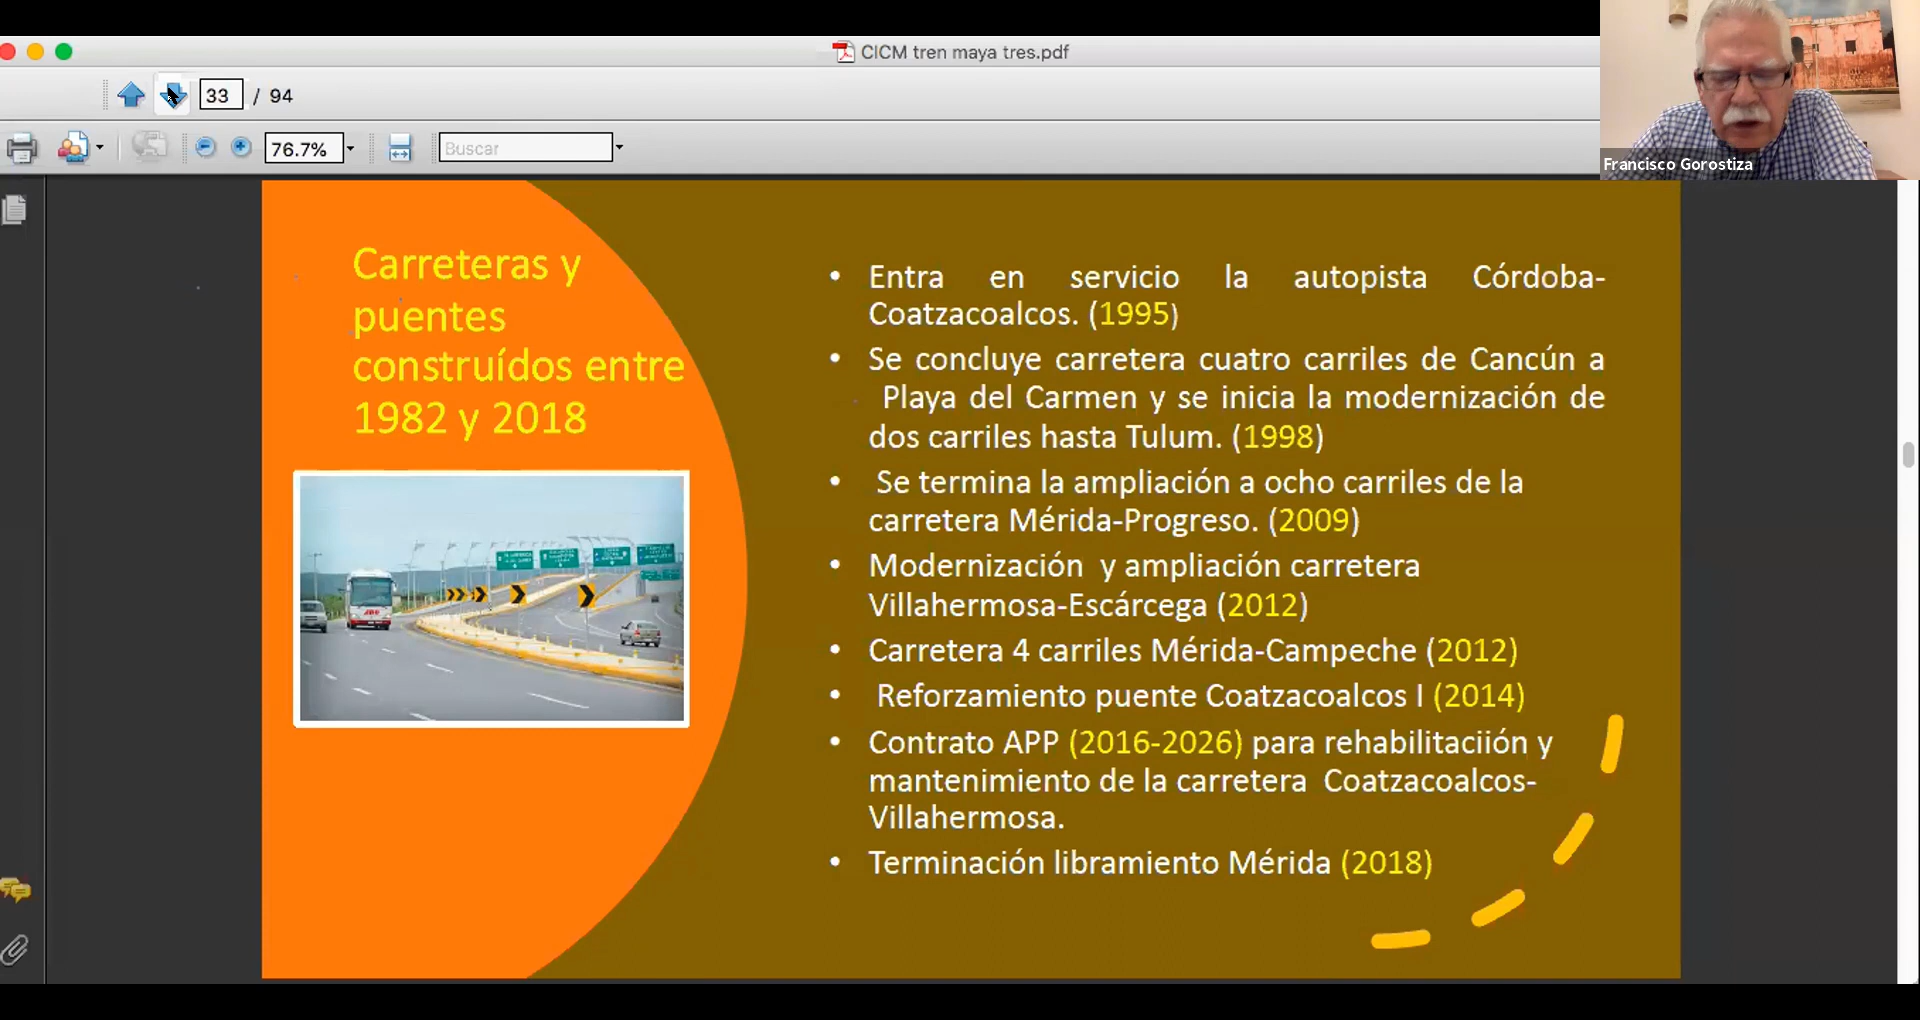 CICM tren maya tres.pdf
33 / 94
76.7%
Buscar
Francisco Gorostiza
Carreteras y
puentes
construídos entre
1982 y 2018
• Entra en servicio la autopista Córdoba-
Coatzacoalcos. (1995)
• Se concluye carretera cuatro carriles de Cancún a
Playa del Carmen y se inicia la modernización de
dos carriles hasta Tulum. (1998)
• Se termina la ampliación a ocho carriles de la
carretera Mérida-Progreso. (2009)
• Modernización y ampliación carretera
Villahermosa-Escárcega (2012)
• Carretera 4 carriles Mérida-Campeche (2012)
• Reforzamiento puente Coatzacoalcos I (2014)
• Contrato APP (2016-2026) para rehabilitaciión y
mantenimiento de la carretera Coatzacoalcos-
Villahermosa.
• Terminación libramiento Mérida (2018)